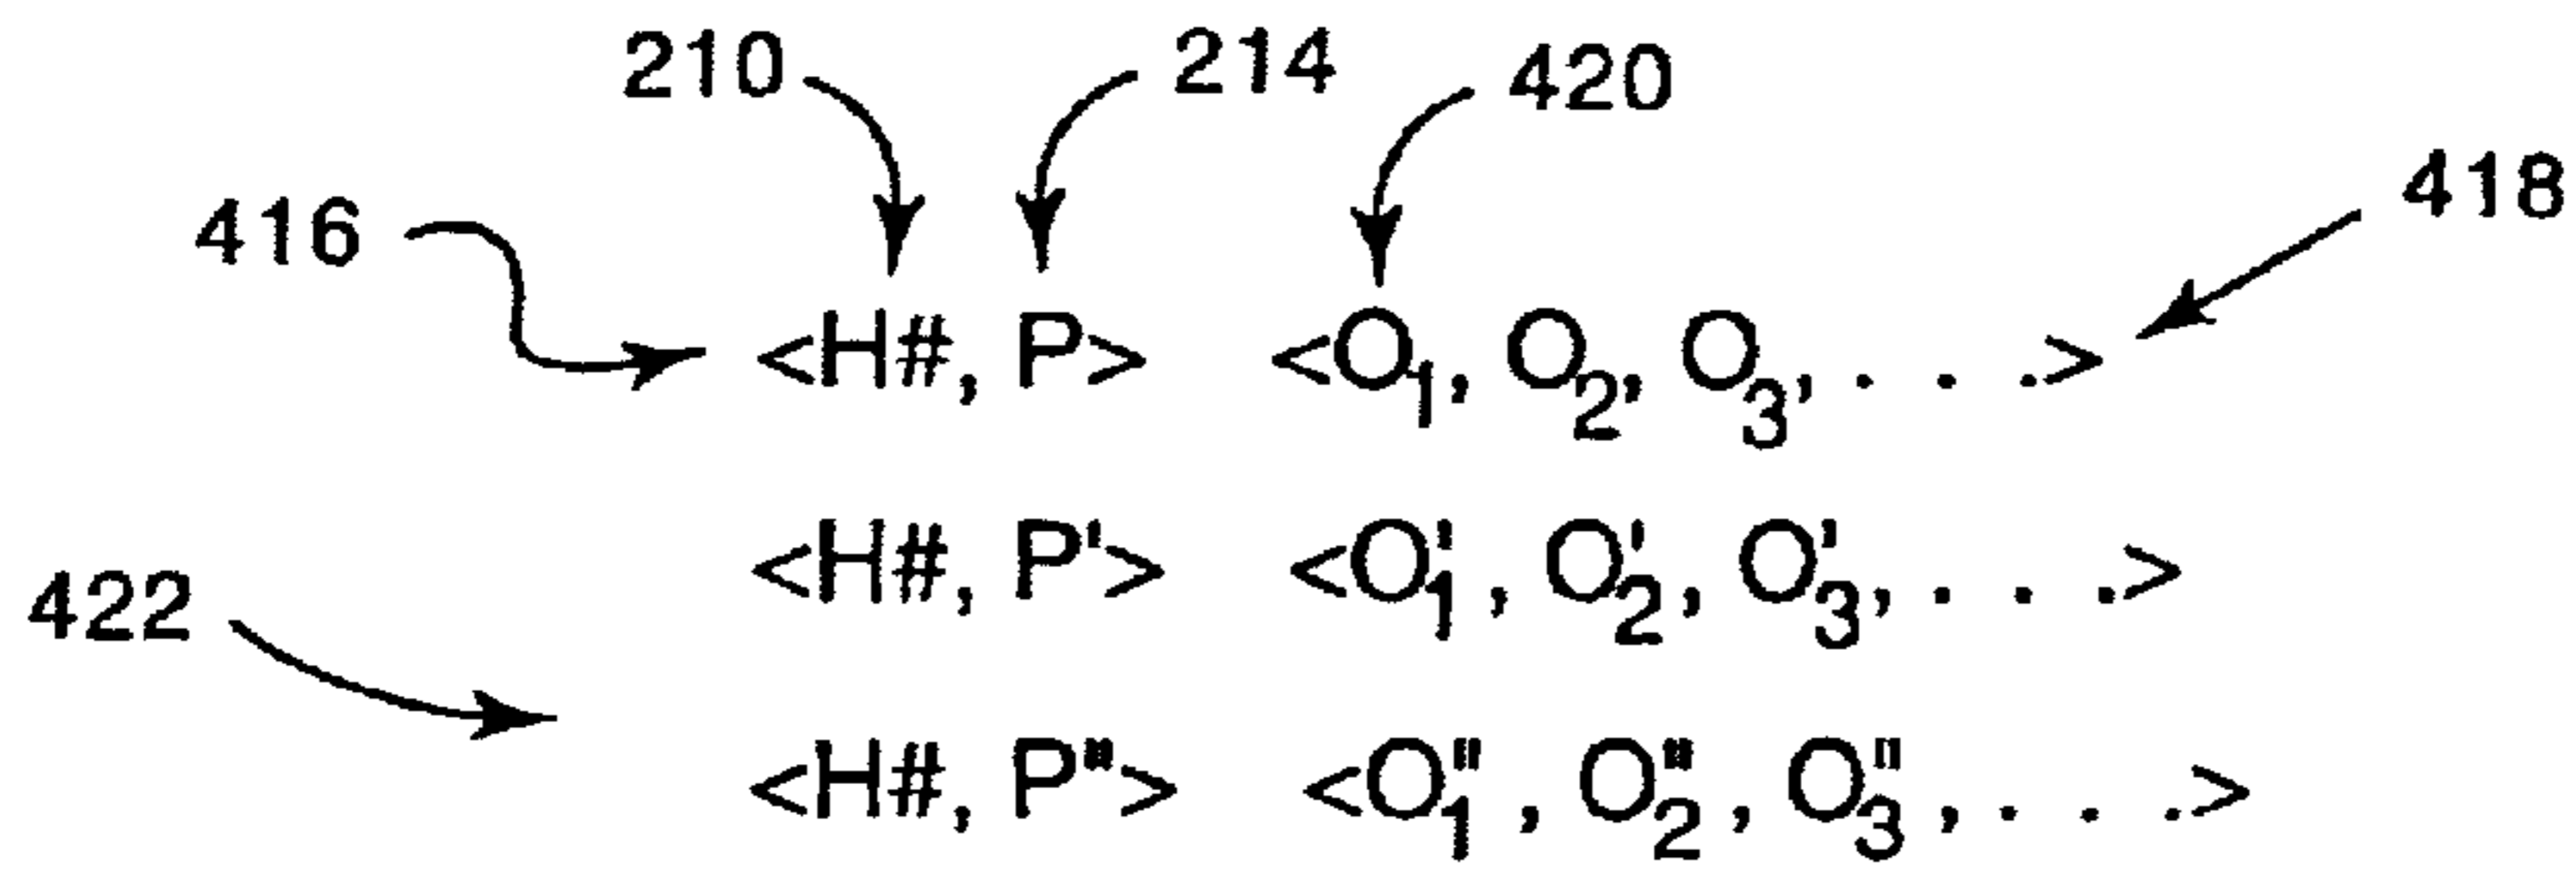 210 214 420
418
416
<H#, P> <O₁, O₂, O₃, . . .>
<H#, P'> <O'₁, O'₂, O'₃, . . .>
422
<H#, P"> <O"₁, O"₂, O"₃, . . .>